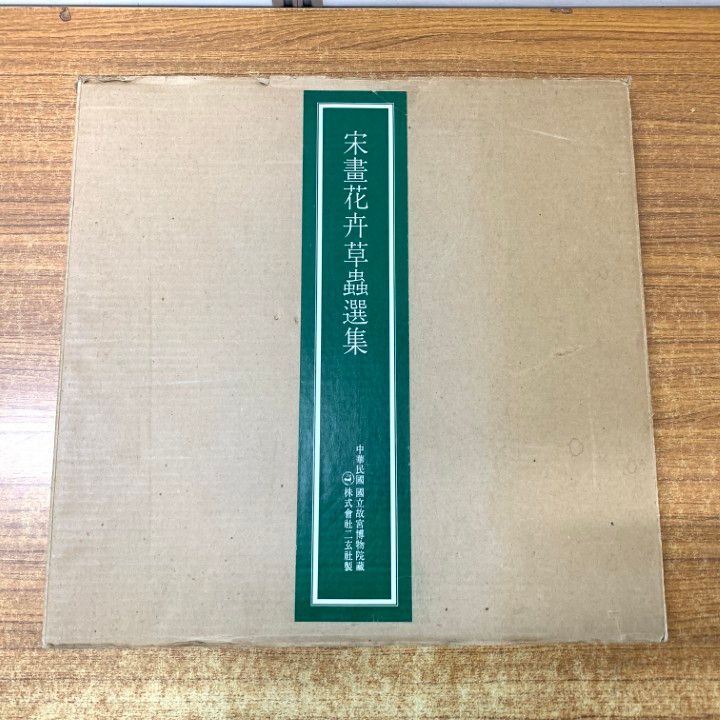 宋畫花卉草蟲選集
中華民國 國立故宮博物院藏
株式會社二玄社製